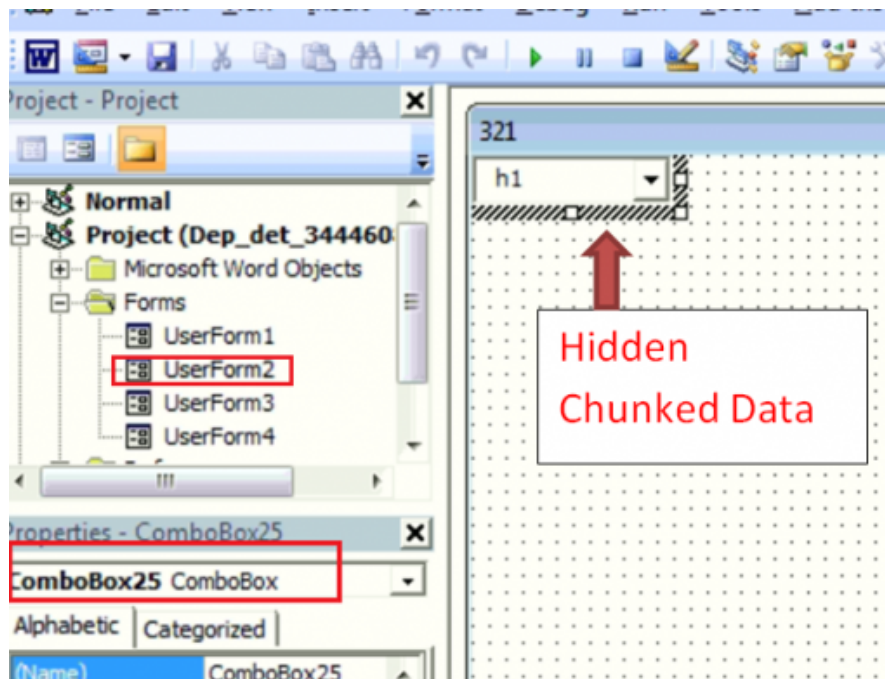 Project - Project
321
h1
Normal
Project (Dep_det_344460
Microsoft Word Objects
Forms
UserForm1
UserForm2
UserForm3
UserForm4
Hidden
Chunked Data
Properties - ComboBox25
ComboBox25 ComboBox
Alphabetic Categorized
(Name) ComboBox25